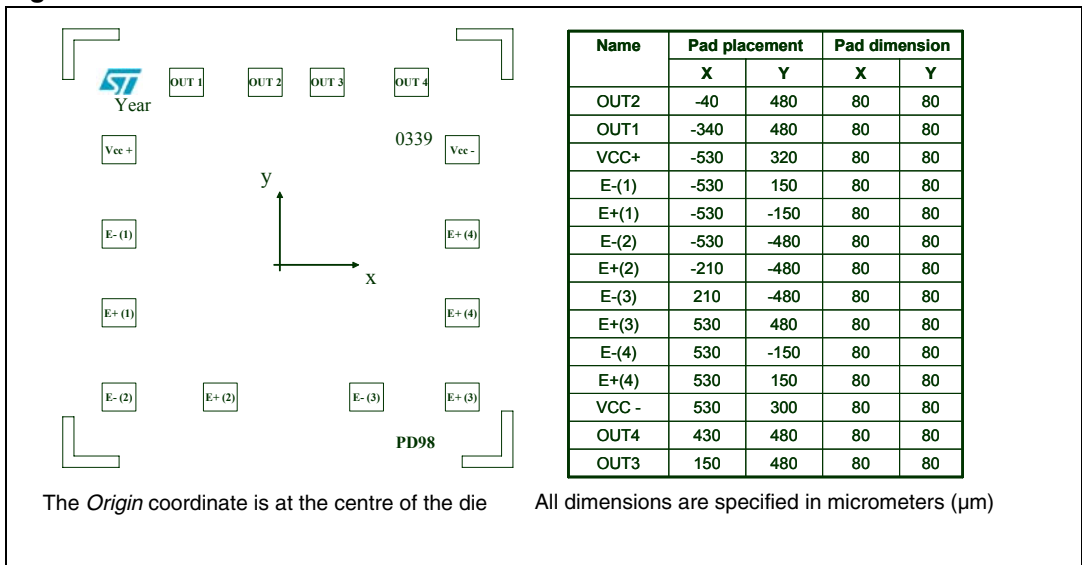 ST
Year
OUT 1
OUT 2
OUT 3
OUT 4
Vcc +
0339
Vcc -
y
x
E- (1)
E+ (4)
E+ (1)
E+ (4)
E- (2)
E+ (2)
E- (3)
E+ (3)
PD98
The Origin coordinate is at the centre of the die
Name Pad placement Pad dimension
X Y X Y
OUT2 -40 480 80 80
OUT1 -340 480 80 80
VCC+ -530 320 80 80
E-(1) -530 150 80 80
E+(1) -530 -150 80 80
E-(2) -530 -480 80 80
E+(2) -210 -480 80 80
E-(3) 210 -480 80 80
E+(3) 530 480 80 80
E-(4) 530 -150 80 80
E+(4) 530 150 80 80
VCC - 530 300 80 80
OUT4 430 480 80 80
OUT3 150 480 80 80
All dimensions are specified in micrometers (µm)